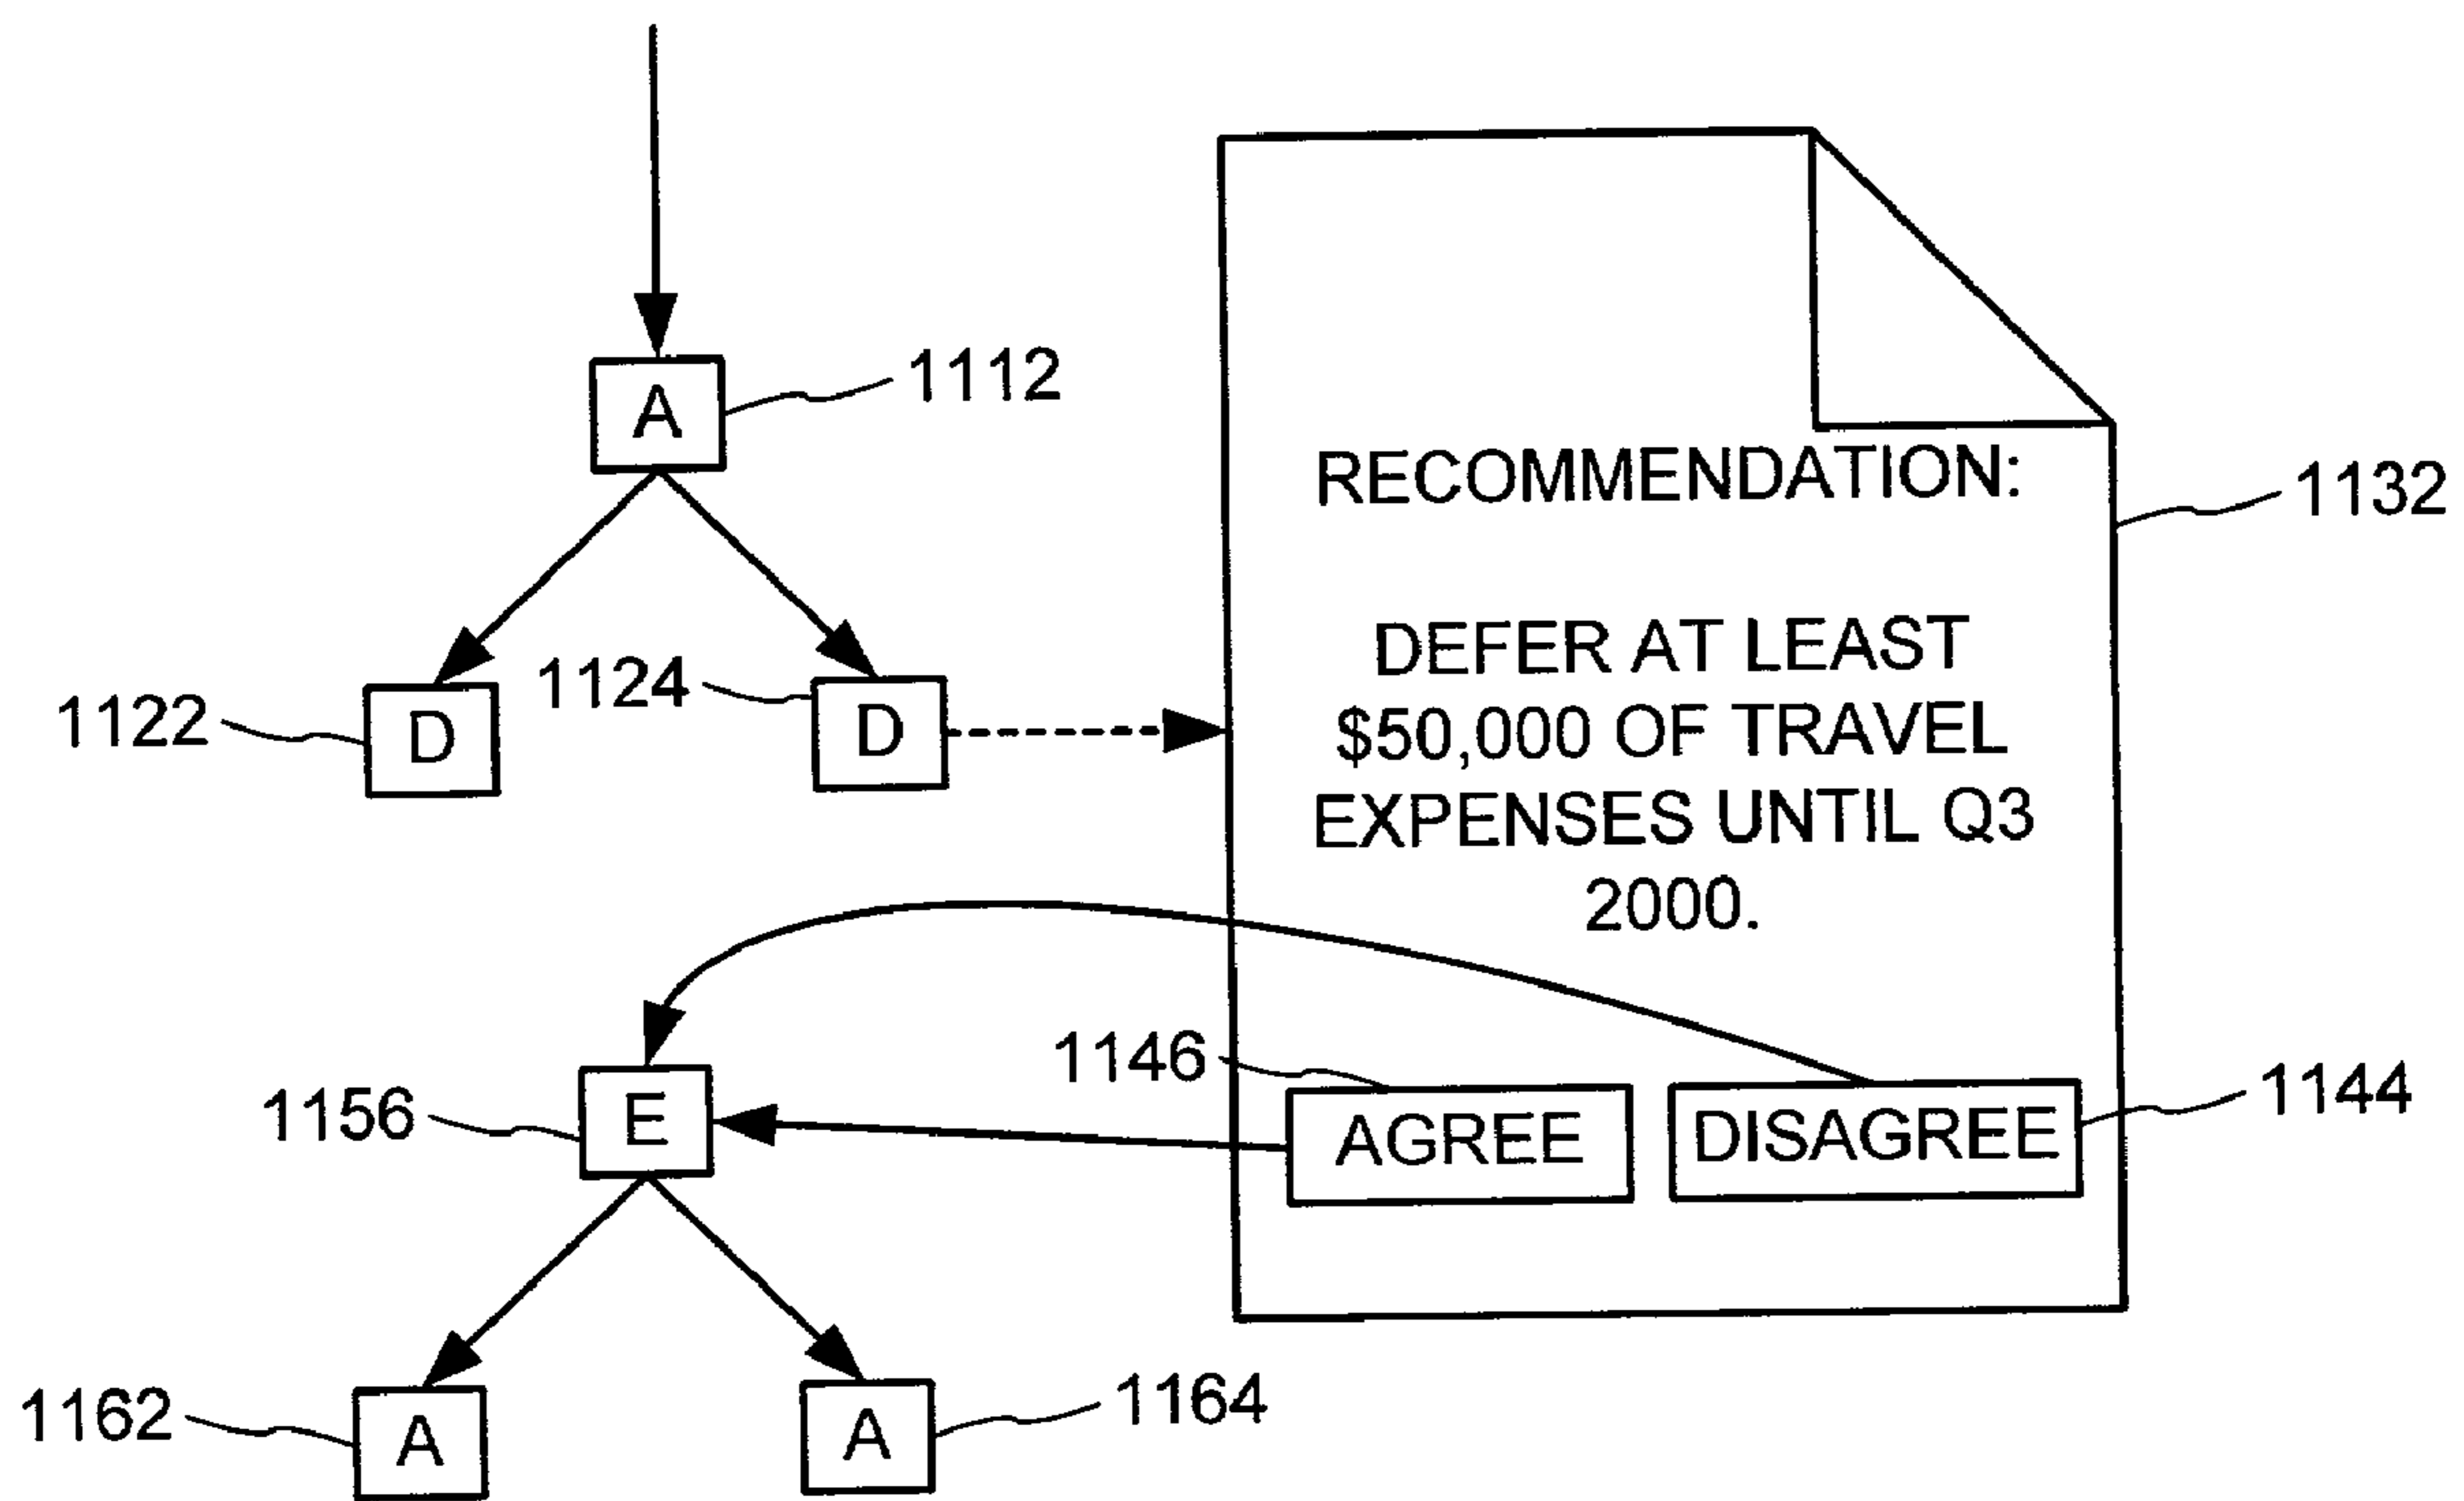 A
1112
RECOMMENDATION:
1132
DEFER AT LEAST
$50,000 OF TRAVEL
EXPENSES UNTIL Q3
2000.
1122
D
1124
D
1146
1144
1156
E
AGREE
DISAGREE
1162
A
A
1164